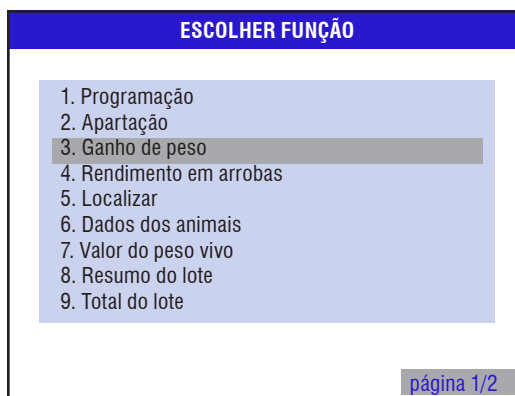 ESCOLHER FUNÇÃO
1. Programação
2. Apartação
3. Ganho de peso
4. Rendimento em arrobas
5. Localizar
6. Dados dos animais
7. Valor do peso vivo
8. Resumo do lote
9. Total do lote
página 1/2